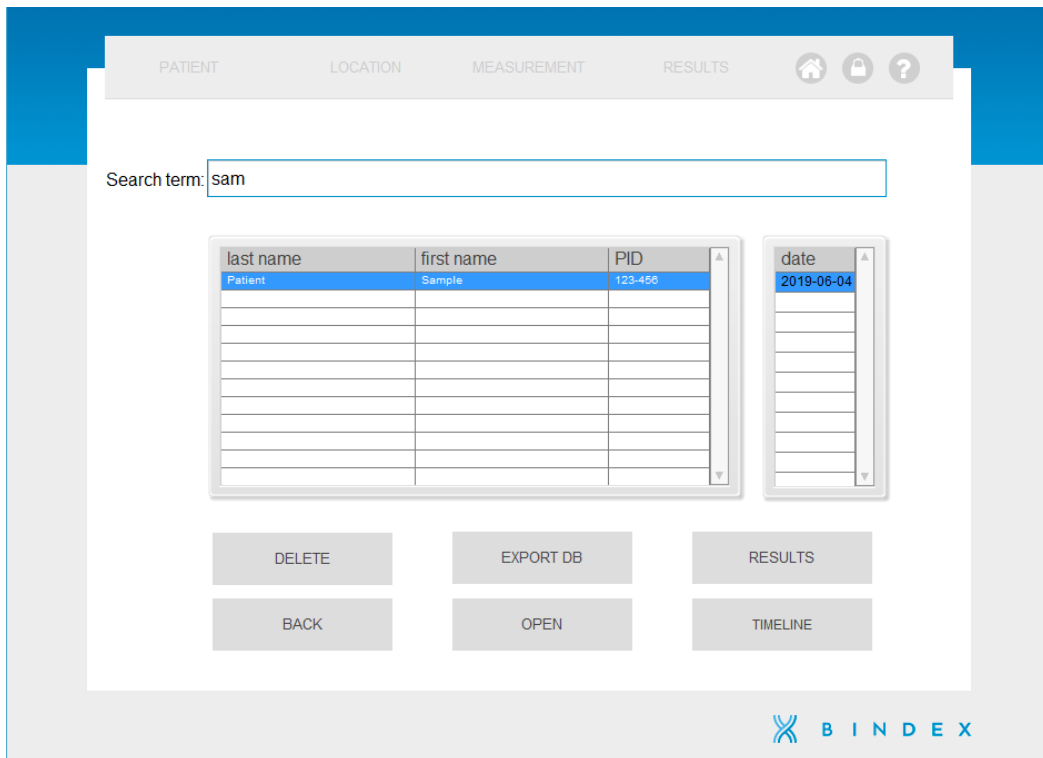 PATIENT LOCATION MEASUREMENT RESULTS ?
Search term: sam
last name first name PID date
Patient Sample 123-456 2019-06-04
DELETE EXPORT DB RESULTS
BACK OPEN TIMELINE
BINDEX